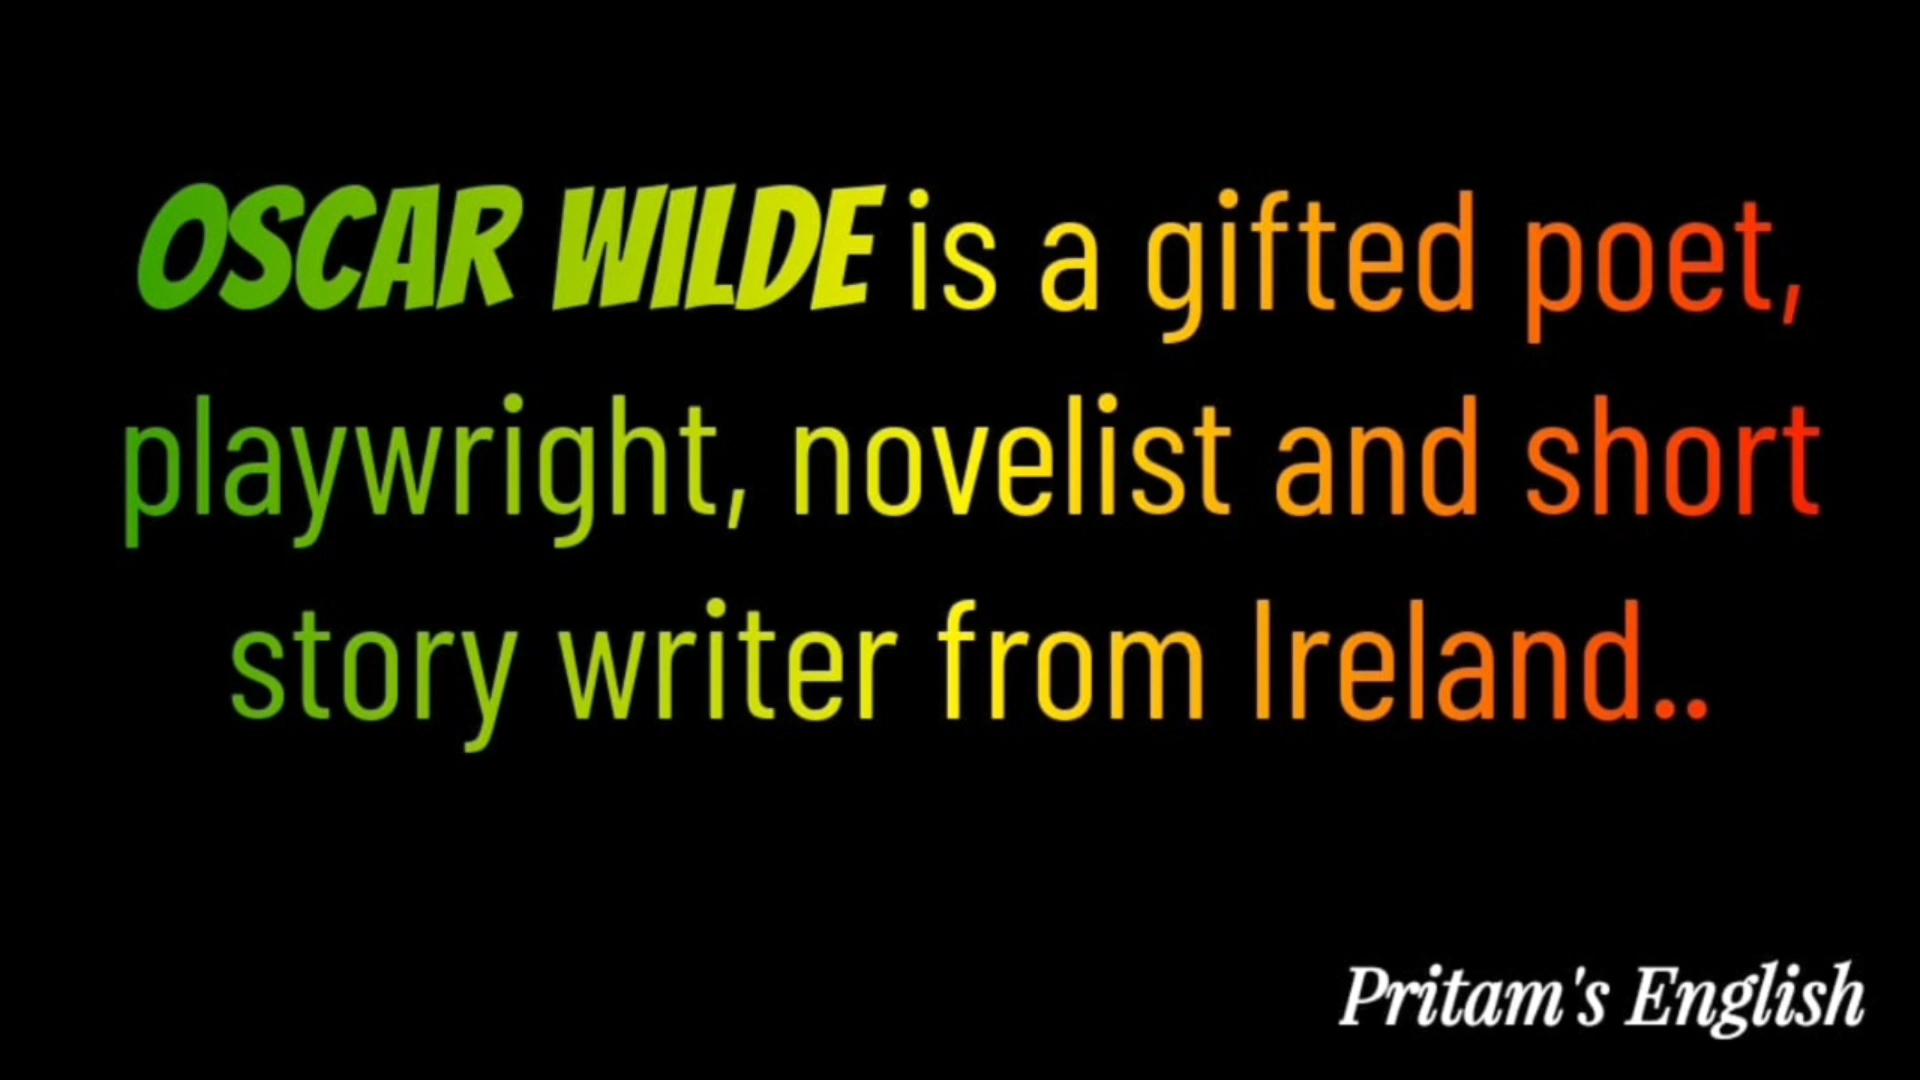 OSCAR WILDE is a gifted poet,
playwright, novelist and short
story writer from Ireland..
Pritam's English